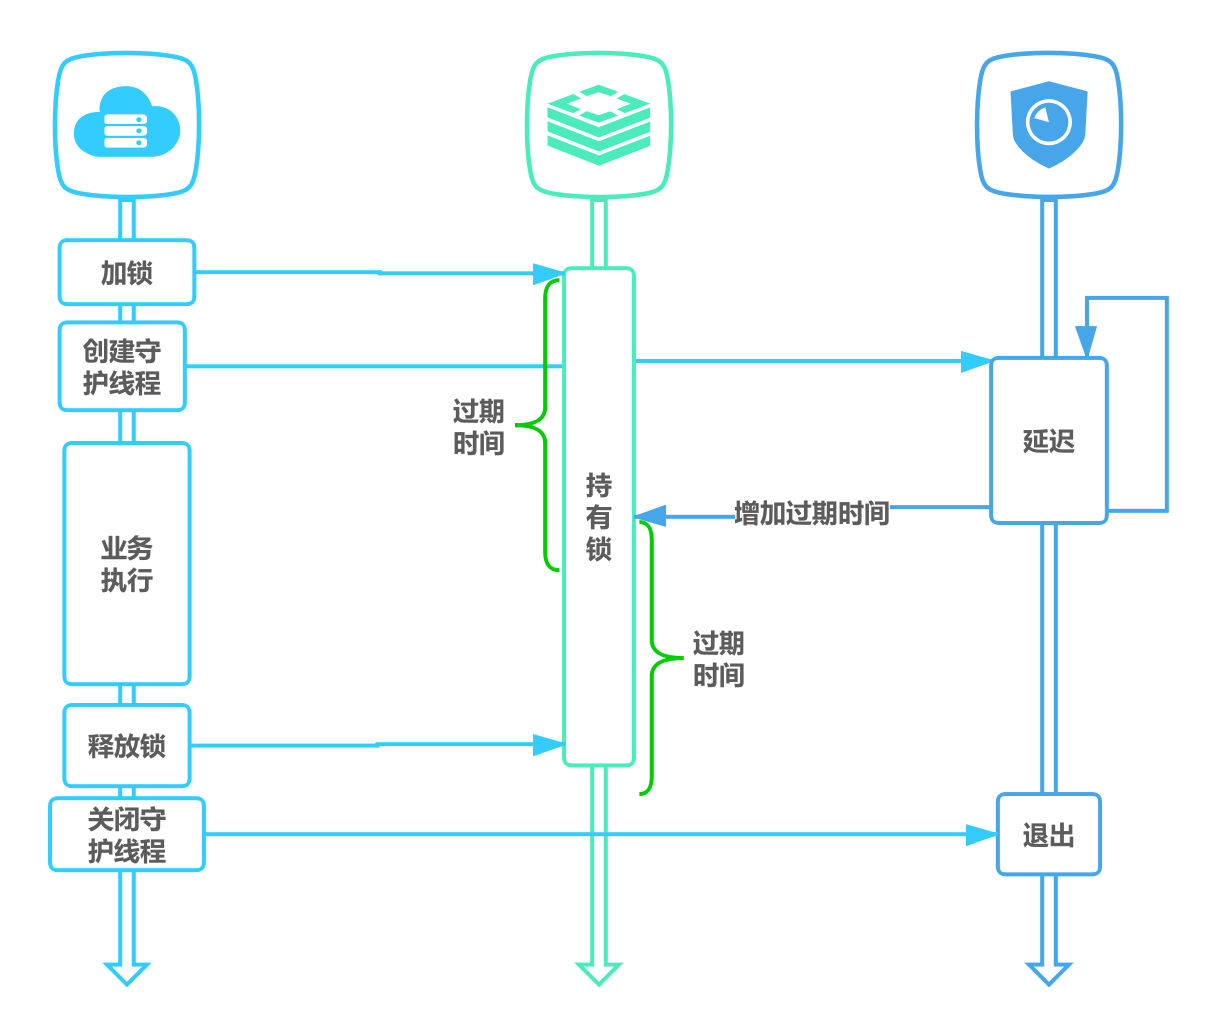 加锁
创建守
护线程
过期
时间
延迟
持
有
锁
增加过期时间
业务
执行
过期
时间
释放锁
关闭守
护线程
退出